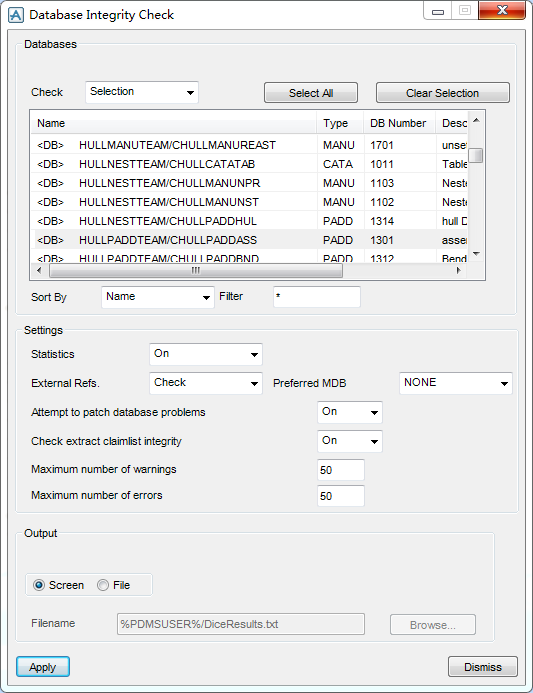 Database Integrity Check
Databases
Check Selection Select All Clear Selection
Name Type DB Number Desc
<DB> HULLMANUTEAM/CHULLMANUREAST MANU 1701 unse
<DB> HULLNESTTEAM/CHULLCATATAB CATA 1011 Table
<DB> HULLNESTTEAM/CHULLMANUNPR MANU 1103 Neste
<DB> HULLNESTTEAM/CHULLMANUNST MANU 1102 Neste
<DB> HULLPADDTEAM/CHULLPADDHUL PADD 1314 hull D
<DB> HULLPADDTEAM/CHULLPADDASS PADD 1301 asser
<DB> HULLPADDTEAM/CHULLPADDBND PADD 1312 Bend
Sort By Name Filter *
Settings
Statistics On
External Refs. Check Preferred MDB NONE
Attempt to patch database problems On
Check extract claimlist integrity On
Maximum number of warnings 50
Maximum number of errors 50
Output
Screen File
Filename %PDMSUSER%/DiceResults.txt Browse...
Apply Dismiss